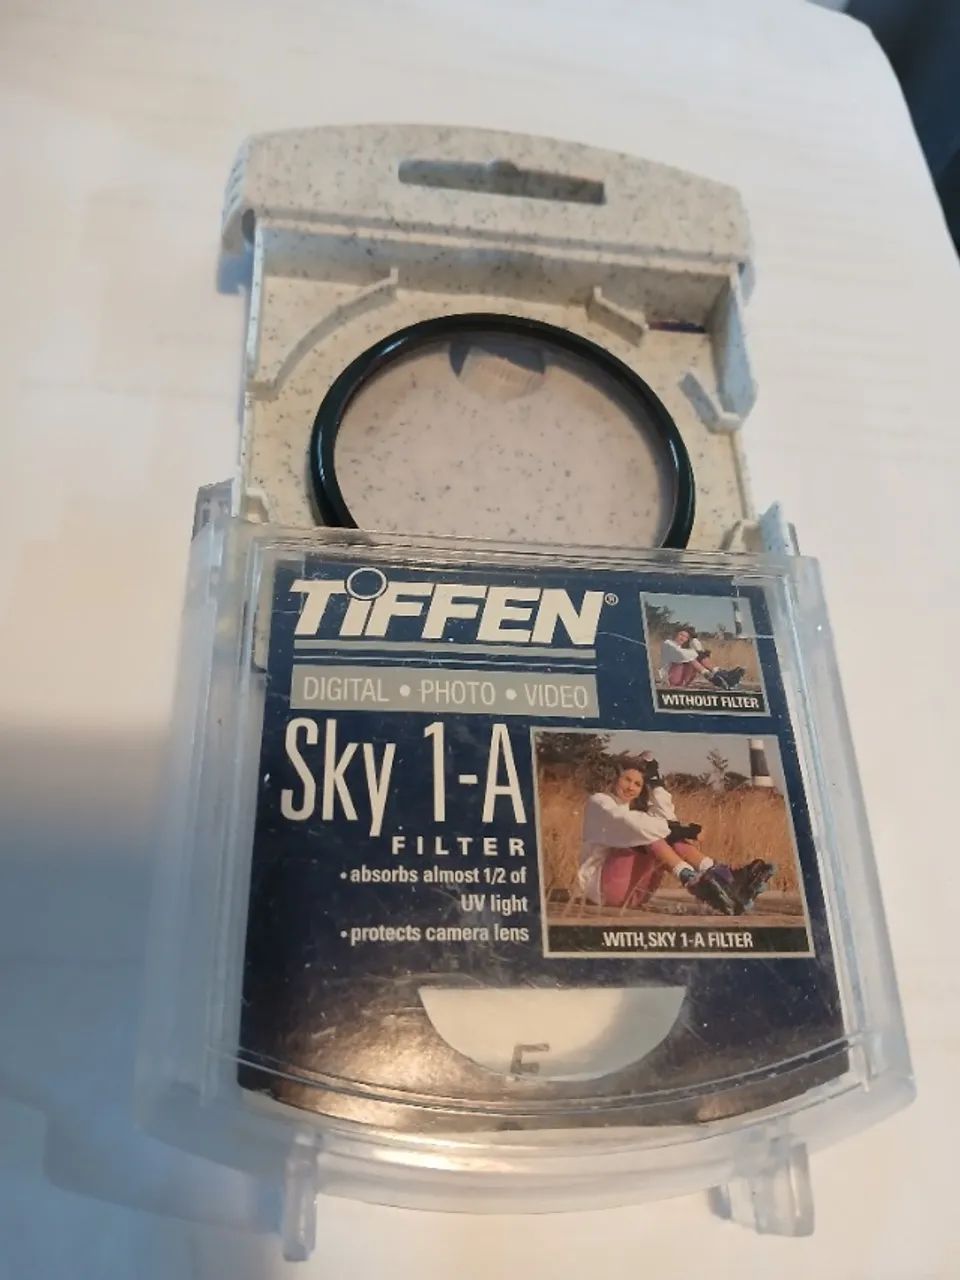 TIFFEN®
DIGITAL • PHOTO • VIDEO
Sky 1-A
FILTER
• absorbs almost 1/2 of
UV light
• protects camera lens
WITHOUT FILTER
WITH SKY 1-A FILTER